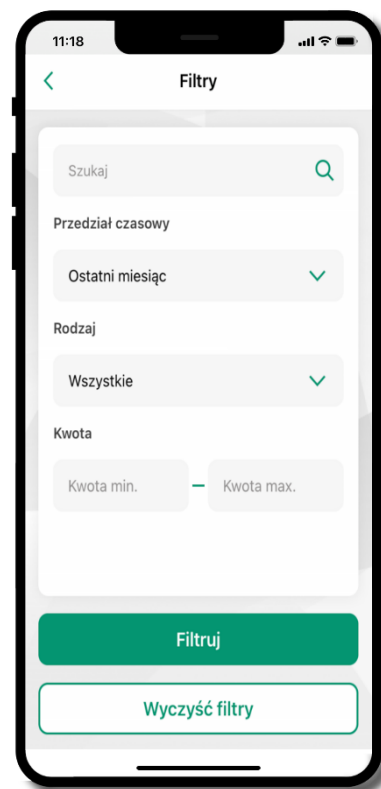 11:18
Filtry
Szukaj
Przedział czasowy
Ostatni miesiąc
Rodzaj
Wszystkie
Kwota
Kwota min. – Kwota max.
Filtruj
Wyczyść filtry